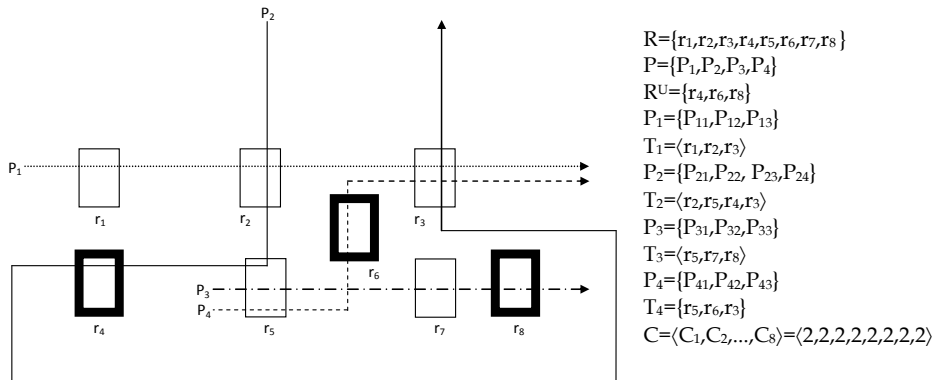 P₂
P₁
r₁
r₂
r₃
r₆
P₃
P₄
r₄
r₅
r₇
r₈
R={r₁,r₂,r₃,r₄,r₅,r₆,r₇,r₈}
P={P₁,P₂,P₃,P₄}
Rᵁ={r₄,r₆,r₈}
P₁={P₁₁,P₁₂,P₁₃}
T₁=⟨r₁,r₂,r₃⟩
P₂={P₂₁,P₂₂, P₂₃,P₂₄}
T₂=⟨r₂,r₅,r₄,r₃⟩
P₃={P₃₁,P₃₂,P₃₃}
T₃=⟨r₅,r₇,r₈⟩
P₄={P₄₁,P₄₂,P₄₃}
T₄={r₅,r₆,r₃}
C=⟨C₁,C₂,...,C₈⟩=⟨2,2,2,2,2,2,2,2⟩